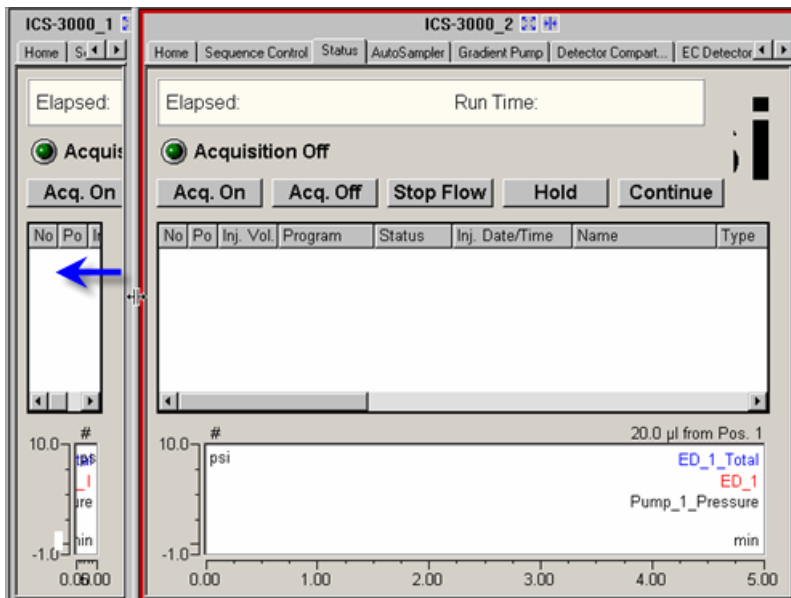 ICS-3000_1
Home
Elapsed:
Acquis
Acq. On
No Po
10.0
#
-1.0
0.0
ICS-3000_2
Home Sequence Control Status AutoSampler Gradient Pump Detector Compart... EC Detector
Elapsed: Run Time:
Acquisition Off
Acq. On Acq. Off Stop Flow Hold Continue
No Po Inj. Vol. Program Status Inj. Date/Time Name Type
# 20.0 µl from Pos. 1
10.0
psi ED_1_Total
ED_1
Pump_1_Pressure
-1.0 min
0.00 1.00 2.00 3.00 4.00 5.00